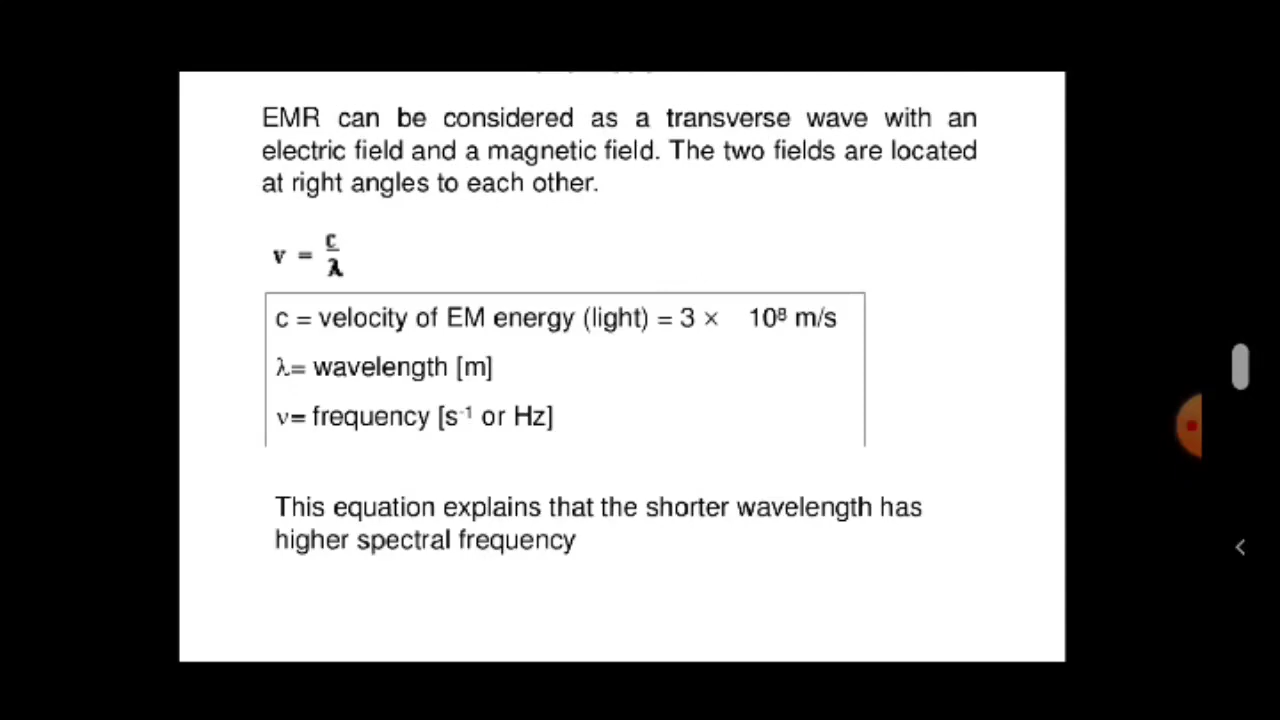 EMR can be considered as a transverse wave with an
electric field and a magnetic field. The two fields are located
at right angles to each other.
v = c/λ
c = velocity of EM energy (light) = 3 × 10⁸ m/s
λ= wavelength [m]
ν= frequency [s⁻¹ or Hz]
This equation explains that the shorter wavelength has
higher spectral frequency